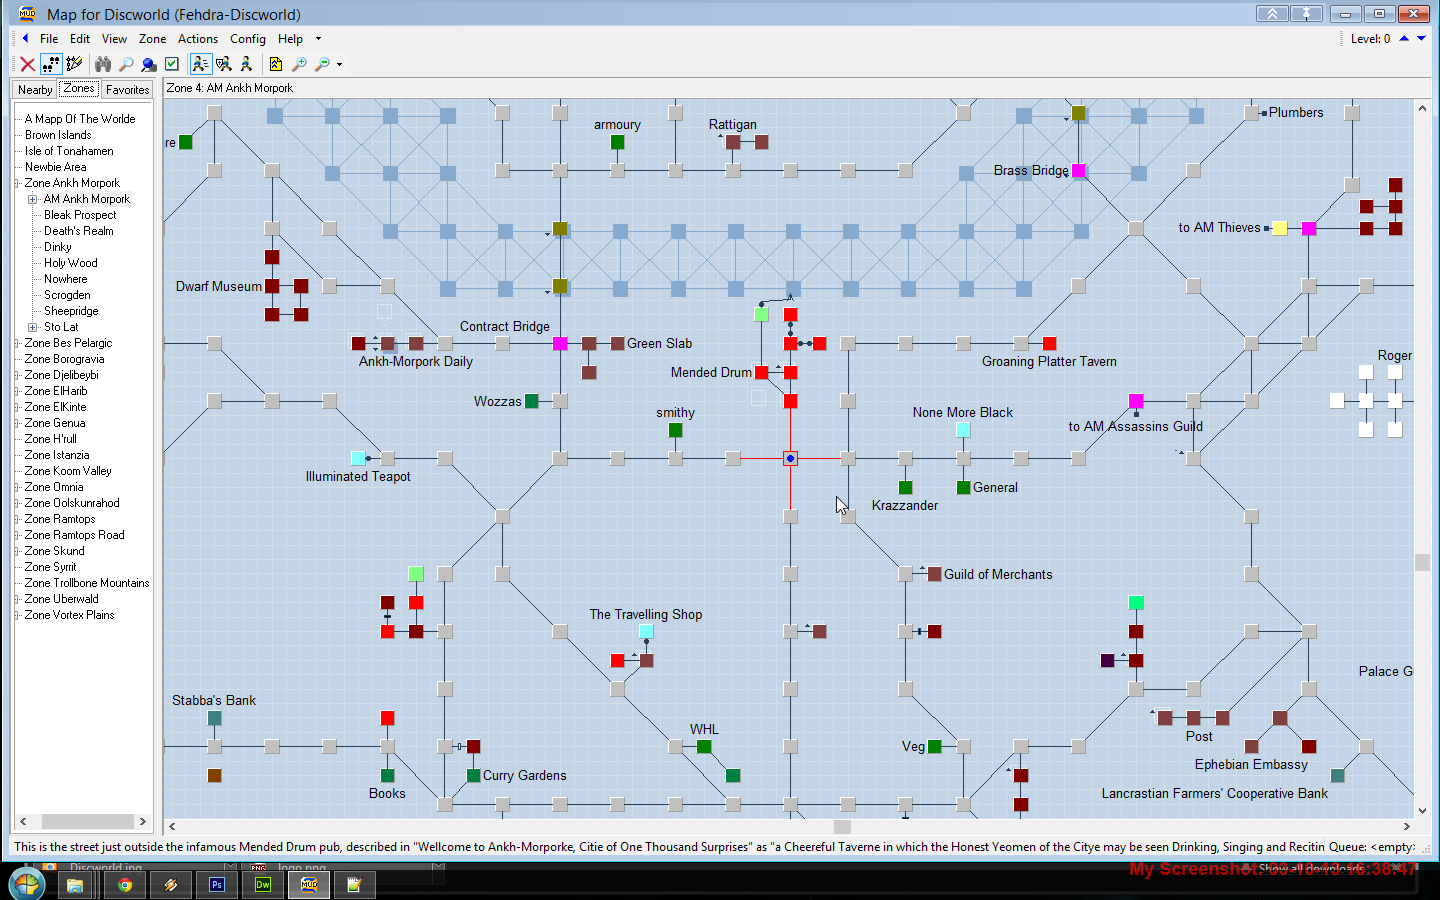 Map for Discworld (Fehdra-Discworld)
File Edit View Zone Actions Config Help
Level: 0
Nearby Zones Favorites
Zone 4: AM Ankh Morpork
A Mapp Of The Worlde
Brown Islands
Isle of Tonahamen
Newbie Area
Zone Ankh Morpork
AM Ankh Morpork
Bleak Prospect
Death's Realm
Dinky
Holy Wood
Nowhere
Scrogden
Sheepridge
Sto Lat
Zone Bes Pelargic
Zone Borogravia
Zone Djelibeybi
Zone ElHarib
Zone ElKinte
Zone Genua
Zone H'rull
Zone Istanzia
Zone Koom Valley
Zone Omnia
Zone Oolskunrahod
Zone Ramtops
Zone Ramtops Road
Zone Skund
Zone Syrrit
Zone Trollbone Mountains
Zone Uberwald
Zone Vortex Plains
Plumbers
armoury
Rattigan
re
Brass Bridge
to AM Thieves
Dwarf Museum
Contract Bridge
Green Slab
Ankh-Morpork Daily
Groaning Platter Tavern
Roger
Mended Drum
Wozzas
smithy
None More Black
to AM Assassins Guild
Illuminated Teapot
General
Krazzander
Guild of Merchants
The Travelling Shop
Palace G
Stabba's Bank
WHL
Post
Veg
Ephebian Embassy
Curry Gardens
Books
Lancrastian Farmers' Cooperative Bank
This is the street just outside the infamous Mended Drum pub, described in "Wellcome to Ankh-Morporke, Citie of One Thousand Surprises" as "a Cheereful Taverne in which the Honest Yeomen of the Citye may be seen Drinking, Singing and Recitin Queue: <empty>
Discworld.jpg
logo.png
Show all downloads...
My Screenshot: 03-10-13-16:38:47
MUD
Ps
Dw
MUD